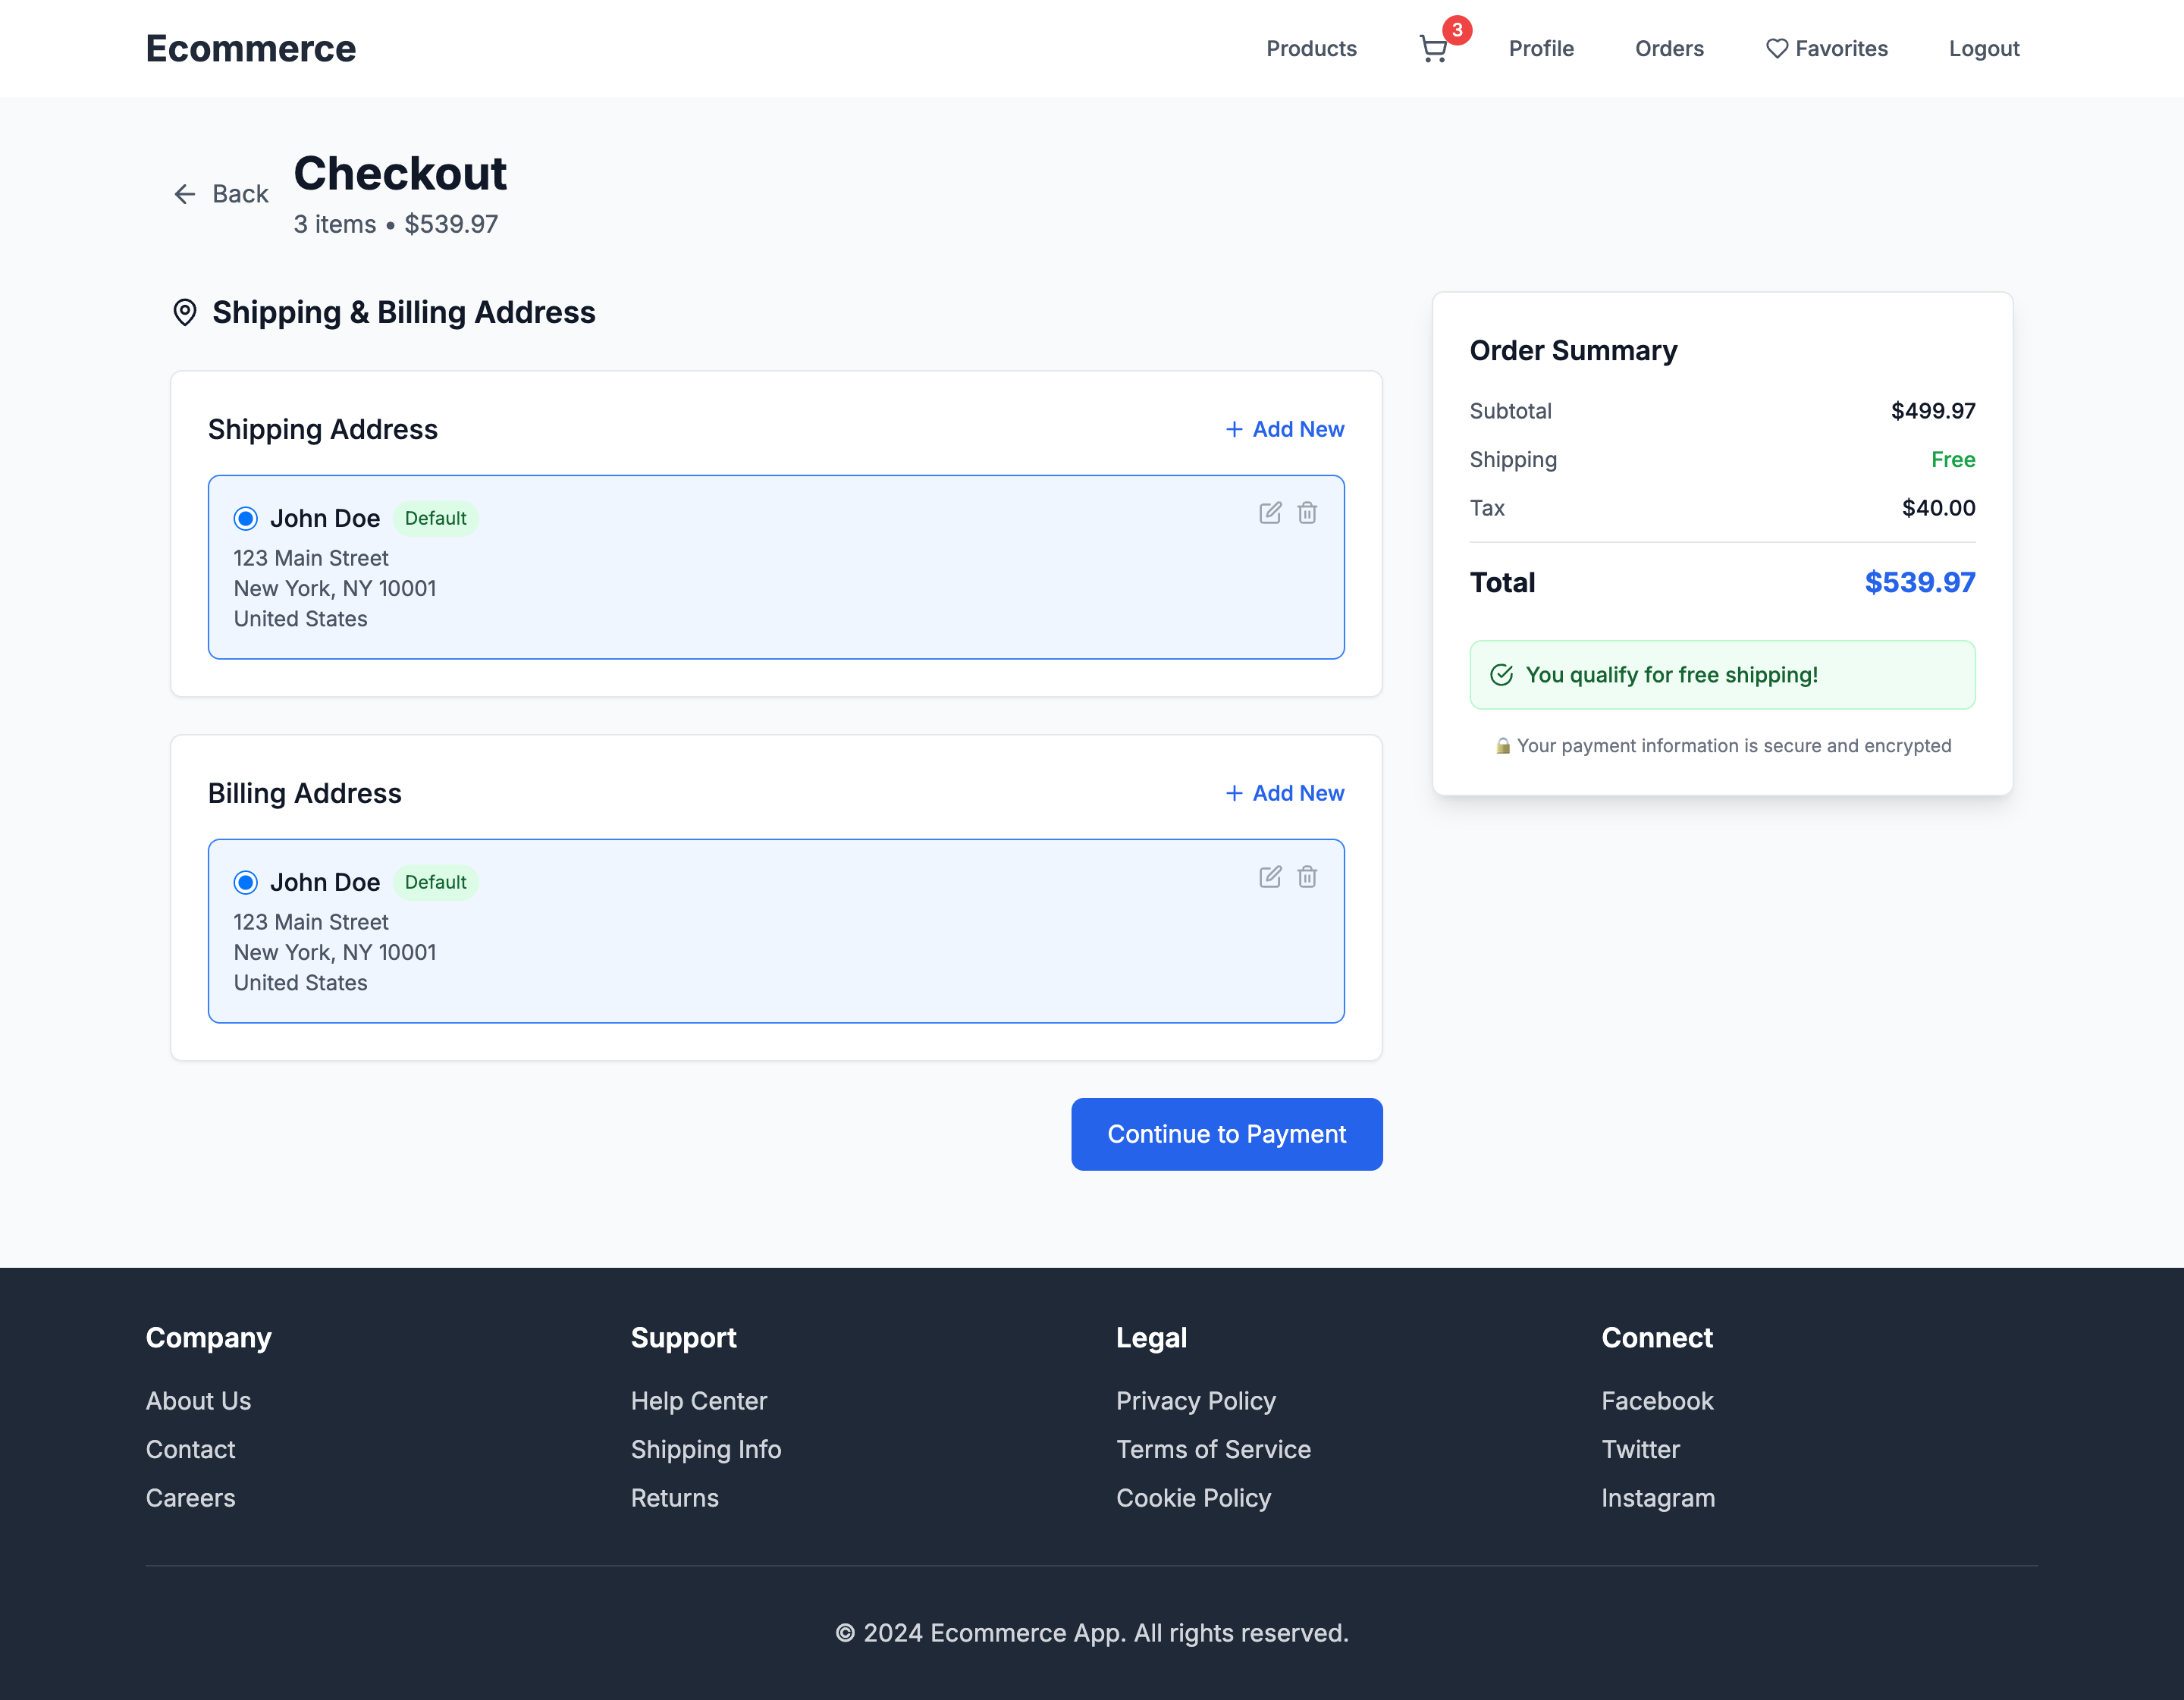 Ecommerce
Products
3
Profile
Orders
Favorites
Logout
Back
Checkout
3 items • $539.97
Shipping & Billing Address
Shipping Address
Add New
John Doe Default
123 Main Street
New York, NY 10001
United States
Billing Address
Add New
John Doe Default
123 Main Street
New York, NY 10001
United States
Continue to Payment
Order Summary
Subtotal $499.97
Shipping Free
Tax $40.00
Total $539.97
You qualify for free shipping!
🔒 Your payment information is secure and encrypted
Company
About Us
Contact
Careers
Support
Help Center
Shipping Info
Returns
Legal
Privacy Policy
Terms of Service
Cookie Policy
Connect
Facebook
Twitter
Instagram
© 2024 Ecommerce App. All rights reserved.